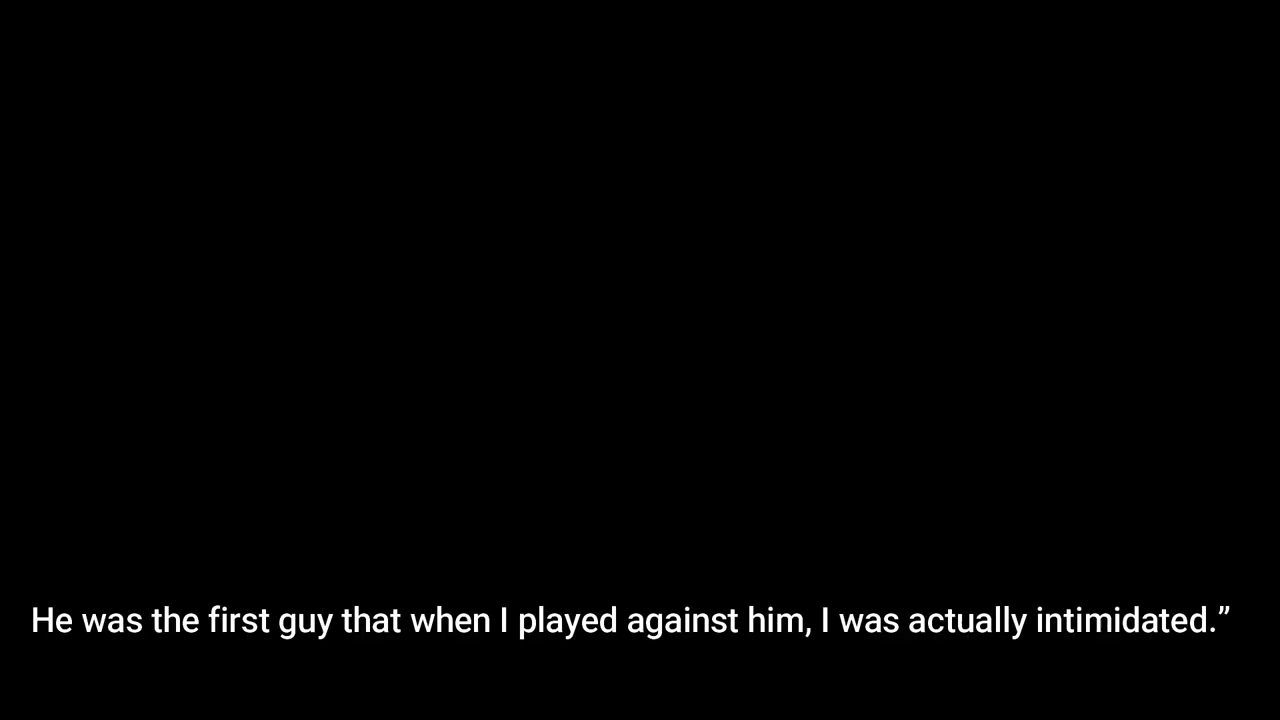 He was the first guy that when I played against him, I was actually intimidated.”